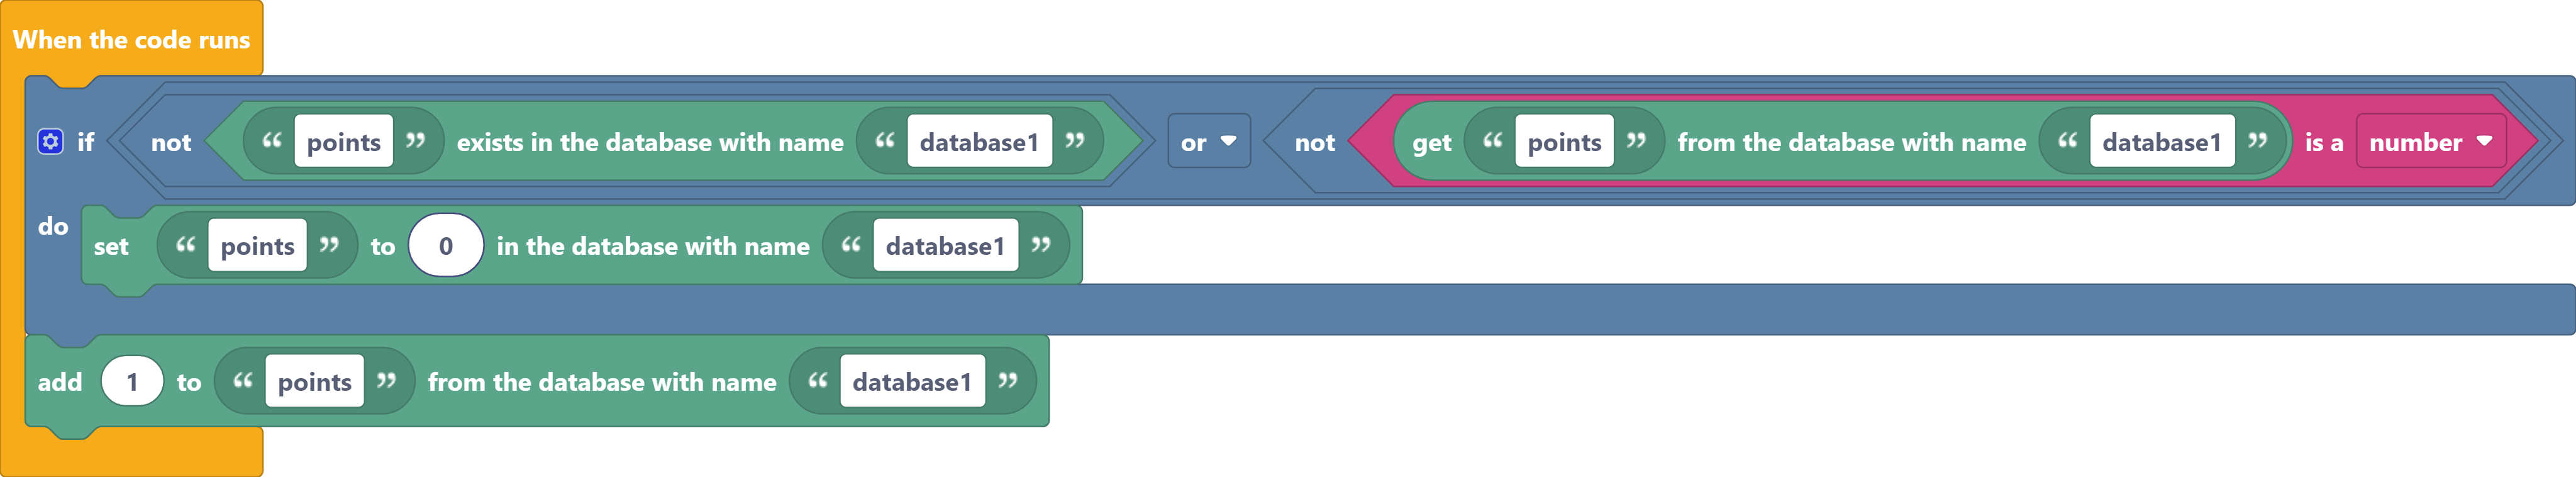 When the code runs
if not “ points ” exists in the database with name “ database1 ” or not get “ points ” from the database with name “ database1 ” is a number
do
set “ points ” to 0 in the database with name “ database1 ”
add 1 to “ points ” from the database with name “ database1 ”